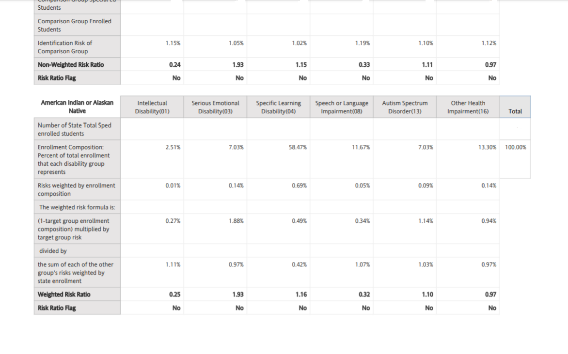 Students
Comparison Group Enrolled
Students
Identification Risk of
Comparison Group
1.15% 1.05% 1.02% 1.19% 1.10% 1.12%
Non-Weighted Risk Ratio 0.24 1.93 1.15 0.33 1.11 0.97
Risk Ratio Flag No No No No No No
American Indian or Alaskan
Native
Intellectual
Disability(01)
Serious Emotional
Disability(03)
Specific Learning
Disability(04)
Speech or Language
Impairment(08)
Autism Spectrum
Disorder(13)
Other Health
Impairment(16)
Total
Number of State Total Sped
enrolled students
Enrollment Composition:
Percent of total enrollment
that each disability group
represents
2.51% 7.03% 58.47% 11.67% 7.03% 13.30% 100.00%
Risks weighted by enrollment
composition
0.01% 0.14% 0.69% 0.05% 0.09% 0.14%
The weighted risk formula is:
(1-target group enrollment
composition) multiplied by
target group risk
0.27% 1.88% 0.49% 0.34% 1.14% 0.94%
divided by
the sum of each of the other
group's risks weighted by
state enrollment
1.11% 0.97% 0.42% 1.07% 1.03% 0.97%
Weighted Risk Ratio 0.25 1.93 1.16 0.32 1.10 0.97
Risk Ratio Flag No No No No No No